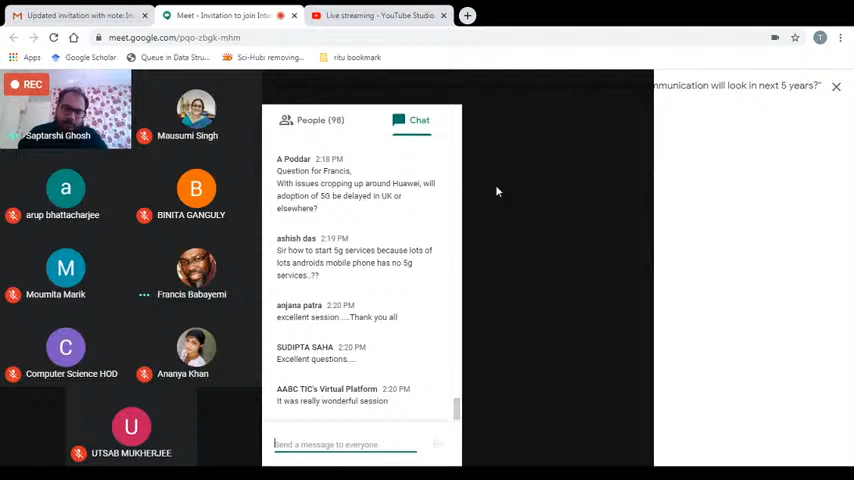 Updated invitation with note: In
Meet - Invitation to join Inte
Live streaming - YouTube Studio
meet.google.com/pqo-zbgk-mhm
T
Apps
Google Scholar
Queue in Data Stru...
Sci-Hub: removing...
ritu bookmark
REC
mmunication will look in next 5 years?"
Saptarshi Ghosh
Mausumi Singh
a
arup bhattacharjee
B
BINITA GANGULY
M
Moumita Marik
Francis Babayemi
C
Computer Science HOD
Ananya Khan
U
UTSAB MUKHERJEE
People (98)
Chat
A Poddar 2:18 PM
Question for Francis,
With issues cropping up around Huawei, will
adoption of 5G be delayed in UK or
elsewhere?
ashish das 2:19 PM
Sir how to start 5g services because lots of
lots androids mobile phone has no 5g
services..??
anjana patra 2:20 PM
excellent session.....Thank you all
SUDIPTA SAHA 2:20 PM
Excellent questions....
AABC TIC's Virtual Platform 2:20 PM
It was really wonderful session
Send a message to everyone